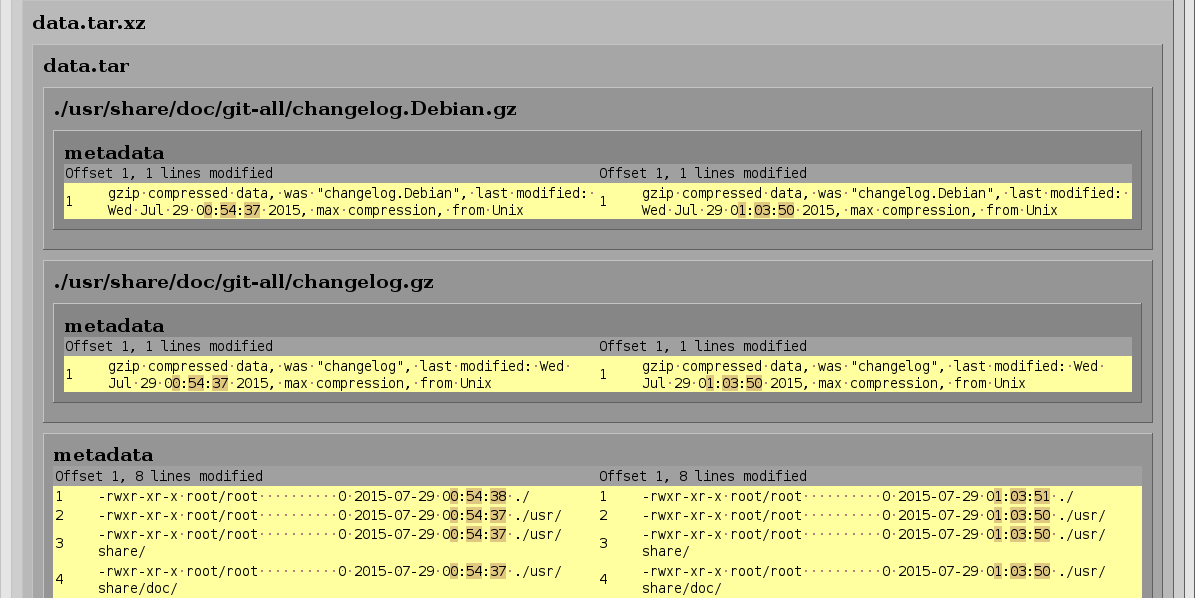 data.tar.xz
data.tar
./usr/share/doc/git-all/changelog.Debian.gz
metadata
Offset 1, 1 lines modified Offset 1, 1 lines modified
1 gzip·compressed·data,·was·"changelog.Debian",·last·modified:· 1 gzip·compressed·data,·was·"changelog.Debian",·last·modified:·
Wed·Jul·29·00:54:37·2015,·max·compression,·from·Unix Wed·Jul·29·01:03:50·2015,·max·compression,·from·Unix
./usr/share/doc/git-all/changelog.gz
metadata
Offset 1, 1 lines modified Offset 1, 1 lines modified
1 gzip·compressed·data,·was·"changelog",·last·modified:·Wed· 1 gzip·compressed·data,·was·"changelog",·last·modified:·Wed·
Jul·29·00:54:37·2015,·max·compression,·from·Unix Jul·29·01:03:50·2015,·max·compression,·from·Unix
metadata
Offset 1, 8 lines modified Offset 1, 8 lines modified
1 -rwxr-xr-x·root/root··········0·2015-07-29·00:54:38·./ 1 -rwxr-xr-x·root/root··········0·2015-07-29·01:03:51·./
2 -rwxr-xr-x·root/root··········0·2015-07-29·00:54:37·./usr/ 2 -rwxr-xr-x·root/root··········0·2015-07-29·01:03:50·./usr/
3 -rwxr-xr-x·root/root··········0·2015-07-29·00:54:37·./usr/ 3 -rwxr-xr-x·root/root··········0·2015-07-29·01:03:50·./usr/
share/ share/
4 -rwxr-xr-x·root/root··········0·2015-07-29·00:54:37·./usr/ 4 -rwxr-xr-x·root/root··········0·2015-07-29·01:03:50·./usr/
share/doc/ share/doc/